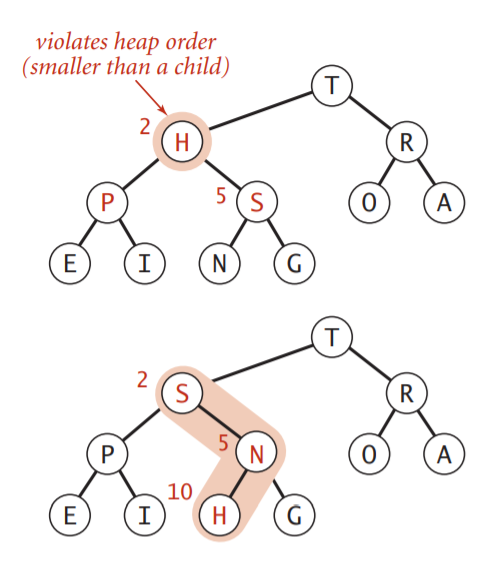 violates heap order
(smaller than a child)
T
2 H R
P 5 S O A
E I N G
T
2 S R
P 5 N O A
E I 10 H G